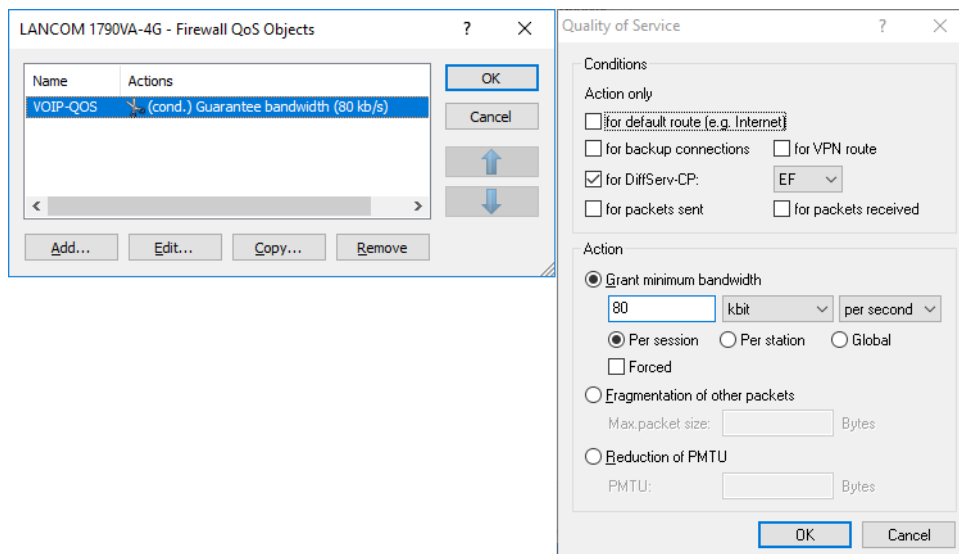 LANCOM 1790VA-4G - Firewall QoS Objects ?
Name Actions
VOIP-QOS (cond.) Guarantee bandwidth (80 kb/s)
OK
Cancel
Add... Edit... Copy... Remove
Quality of Service ?
Conditions
Action only
for default route (e.g. Internet)
for backup connections for VPN route
for DiffServ-CP: EF
for packets sent for packets received
Action
Grant minimum bandwidth
80 kbit per second
Per session Per station Global
Forced
Fragmentation of other packets
Max.packet size: Bytes
Reduction of PMTU
PMTU: Bytes
OK Cancel